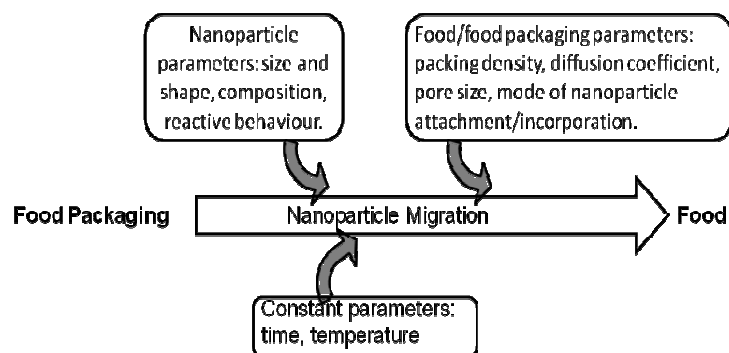 Nanoparticle
parameters: size and
shape, composition,
reactive behaviour.
Food/food packaging parameters:
packing density, diffusion coefficient,
pore size, mode of nanoparticle
attachment/incorporation.
Food Packaging
Nanoparticle Migration
Food
Constant parameters:
time, temperature